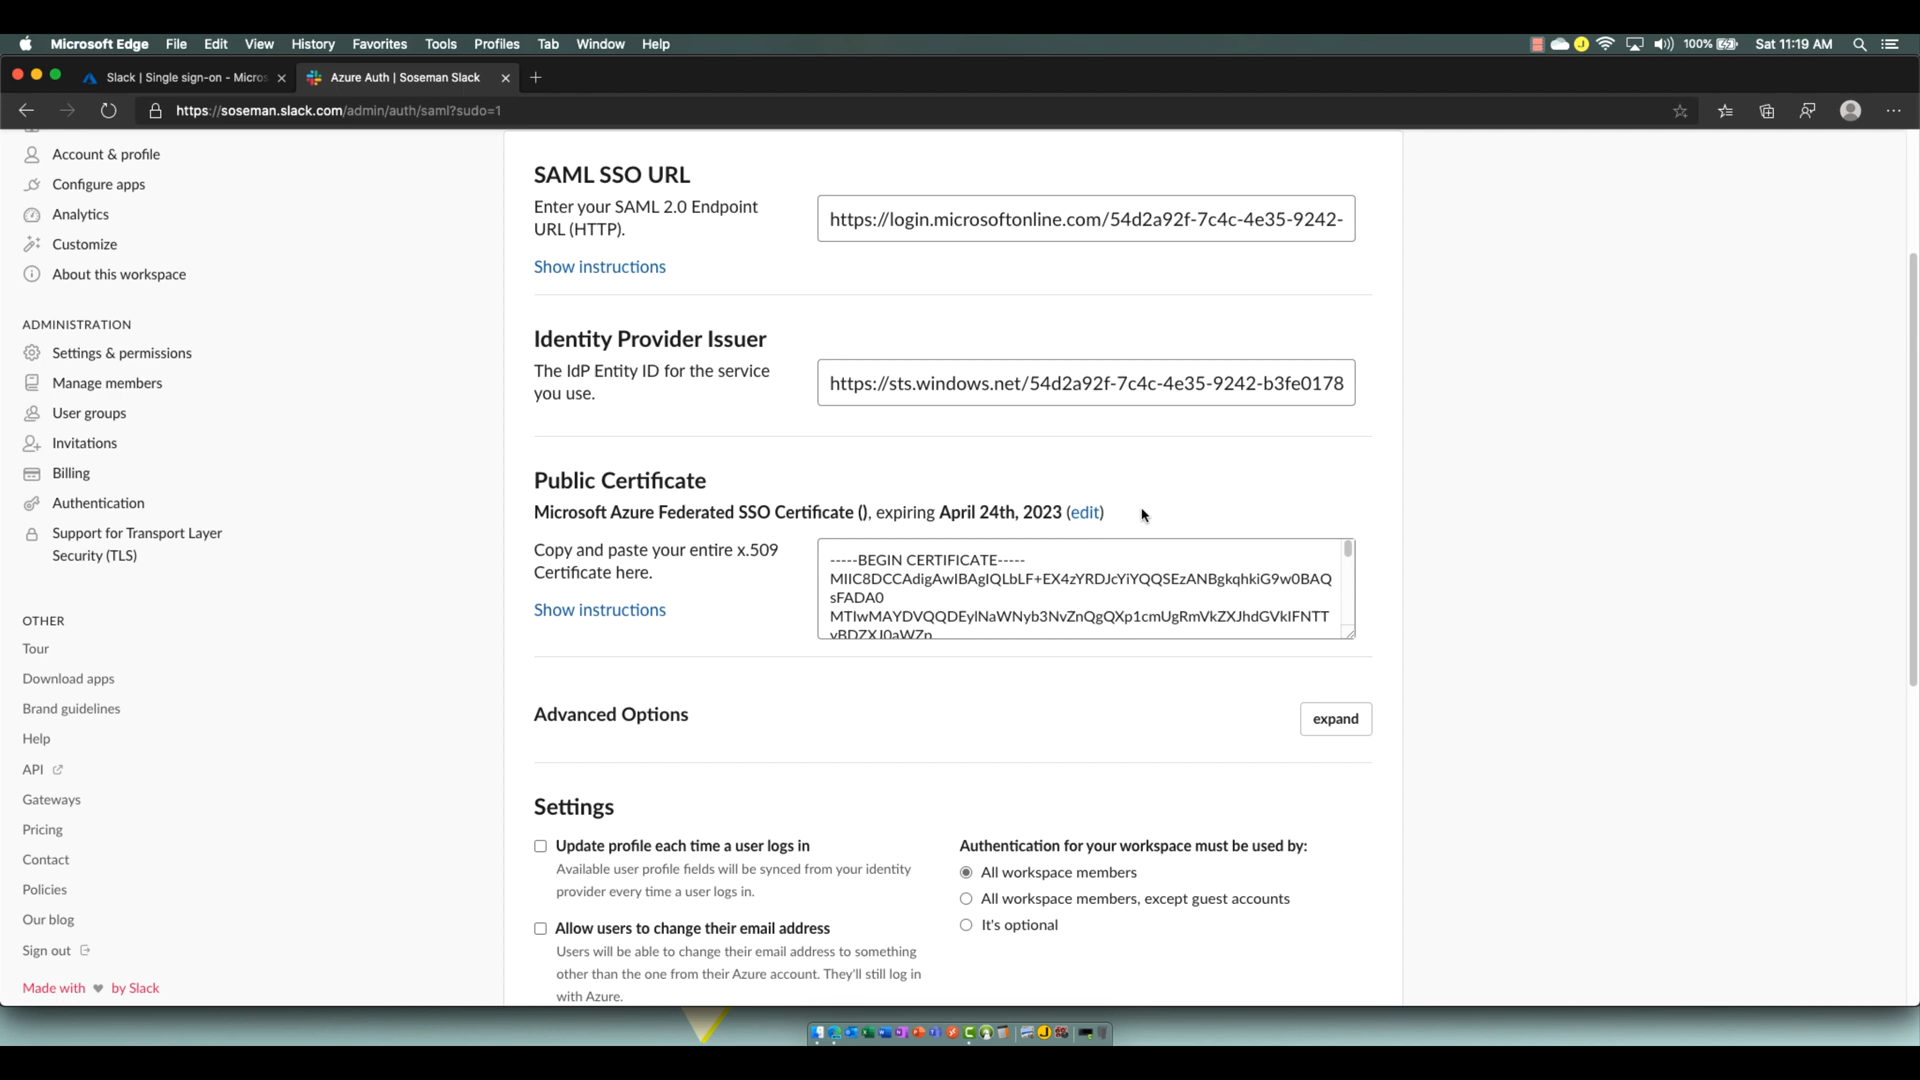 Microsoft Edge File Edit View History Favorites Tools Profiles Tab Window Help 100% Sat 11:19 AM
Slack | Single sign-on - Micros Azure Auth | Soseman Slack
https://soseman.slack.com/admin/auth/saml?sudo=1
Account & profile
Configure apps
Analytics
Customize
About this workspace
ADMINISTRATION
Settings & permissions
Manage members
User groups
Invitations
Billing
Authentication
Support for Transport Layer
Security (TLS)
OTHER
Tour
Download apps
Brand guidelines
Help
API
Gateways
Pricing
Contact
Policies
Our blog
Sign out
Made with ♥ by Slack
SAML SSO URL
Enter your SAML 2.0 Endpoint
URL (HTTP).
https://login.microsoftonline.com/54d2a92f-7c4c-4e35-9242-
Show instructions
Identity Provider Issuer
The IdP Entity ID for the service
you use.
https://sts.windows.net/54d2a92f-7c4c-4e35-9242-b3fe0178
Public Certificate
Microsoft Azure Federated SSO Certificate (), expiring April 24th, 2023 (edit)
Copy and paste your entire x.509
Certificate here.
Show instructions
-----BEGIN CERTIFICATE-----
MIIC8DCCAdigAwIBAgIQLbLF+EX4zYRDJcYiYQQSEzANBgkqhkiG9w0BAQ
sFADA0
MTIwMAYDVQQDEylNaWNyb3NvZnQgQXp1cmUgRmVkZXJhdGVkIFNTT
yBDZXJ0aWZp
Advanced Options
expand
Settings
Update profile each time a user logs in
Available user profile fields will be synced from your identity
provider every time a user logs in.
Allow users to change their email address
Users will be able to change their email address to something
other than the one from their Azure account. They'll still log in
with Azure.
Authentication for your workspace must be used by:
All workspace members
All workspace members, except guest accounts
It's optional